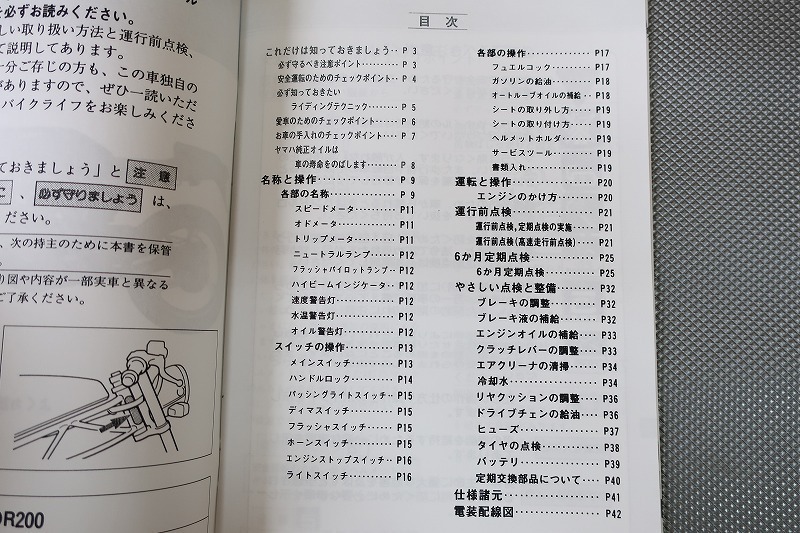 を必ずお読みください。
しい取り扱い方法と運行前点検、
て説明してあります。
十分ご存じの方も、この車独自の
がありますので、ぜひ一読いただ
バイクライフをお楽しみくださ
ておきましょう」と 注意
こ 、 必ず守りましょう は、
ださい。
、次の持主のために本書を保管
り図や内容が一部実車と異なる
ご了承ください。
DR200
目 次
これだけは知っておきましょう‥ P 3
必ず守るべき注意ポイント‥‥ P 3
安全運転のためのチェックポイント‥‥ P 4
必ず知っておきたい
ライディングテクニック‥‥‥ P 5
愛車のためのチェックポイント‥‥ P 6
お車の手入れのチェックポイント‥‥ P 7
ヤマハ純正オイルは
車の寿命をのばします‥‥‥‥ P 8
名称と操作‥‥‥‥‥‥‥‥‥ P 9
各部の名称‥‥‥‥‥‥‥‥ P 9
スピードメータ‥‥‥‥‥P11
オドメータ‥‥‥‥‥‥‥P11
トリップメータ‥‥‥‥‥P11
ニュートラルランプ‥‥‥P12
フラッシャパイロットランプ‥‥P12
ハイビームインジケータ‥‥P12
速度警告灯‥‥‥‥‥‥‥P12
水温警告灯‥‥‥‥‥‥‥P12
オイル警告灯‥‥‥‥‥‥P12
スイッチの操作‥‥‥‥‥‥P13
メインスイッチ‥‥‥‥‥P13
ハンドルロック‥‥‥‥‥P14
パッシングライトスイッチ‥P15
ディマスイッチ‥‥‥‥‥P15
フラッシャスイッチ‥‥‥P15
ホーンスイッチ‥‥‥‥‥P15
エンジンストップスイッチ‥‥P16
ライトスイッチ‥‥‥‥‥P16
各部の操作‥‥‥‥‥‥‥‥P17
フュエルコック‥‥‥‥‥P17
ガソリンの給油‥‥‥‥‥P18
オートルーブオイルの補給‥‥P18
シートの取り外し方‥‥‥P19
シートの取り付け方‥‥‥P19
ヘルメットホルダ‥‥‥‥P19
サービスツール‥‥‥‥‥P19
書類入れ‥‥‥‥‥‥‥‥P19
運転と操作‥‥‥‥‥‥‥‥‥P20
エンジンのかけ方‥‥‥‥‥P20
運行前点検‥‥‥‥‥‥‥‥‥P21
運行前点検,定期点検の実施‥‥‥P21
運行前点検(高速走行前点検)‥‥‥P21
6か月定期点検‥‥‥‥‥‥‥P25
6か月定期点検‥‥‥‥‥‥P25
やさしい点検と整備‥‥‥‥‥P32
ブレーキの調整‥‥‥‥‥‥P32
ブレーキ液の補給‥‥‥‥‥P32
エンジンオイルの補給‥‥‥P33
クラッチレバーの調整‥‥‥P33
エアクリーナの清掃‥‥‥‥P34
冷却水‥‥‥‥‥‥‥‥‥‥P34
リヤクッションの調整‥‥‥P36
ドライブチェンの給油‥‥‥P36
ヒューズ‥‥‥‥‥‥‥‥‥P37
タイヤの点検‥‥‥‥‥‥‥P38
バッテリ‥‥‥‥‥‥‥‥‥P39
定期交換部品について‥‥‥P40
仕様諸元‥‥‥‥‥‥‥‥‥‥P41
電装配線図‥‥‥‥‥‥‥‥‥P42